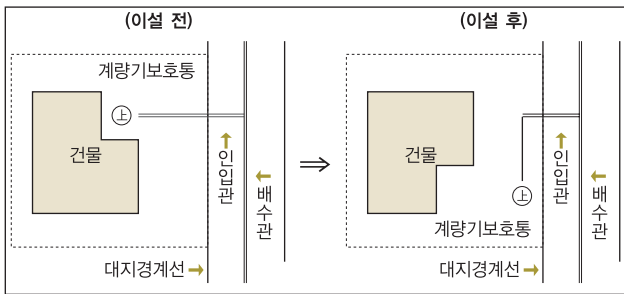 (이설 전)
계량기보호통
上
건물
인입관
배수관
대지경계선
⇒
(이설 후)
건물
인입관
上
배수관
계량기보호통
대지경계선